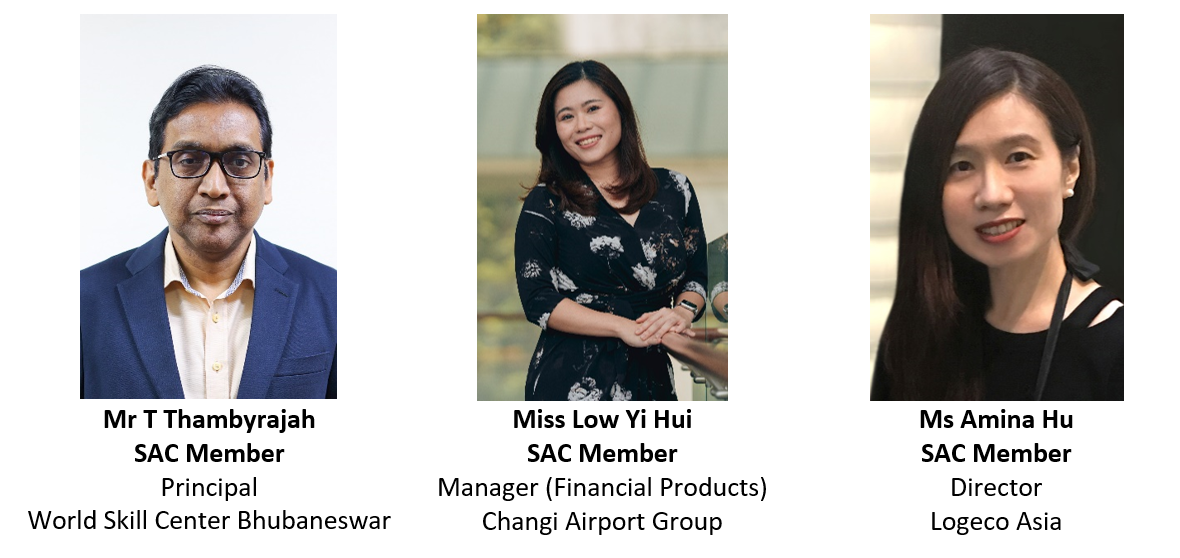 Mr T Thambyrajah
SAC Member
Principal
World Skill Center Bhubaneswar
Miss Low Yi Hui
SAC Member
Manager (Financial Products)
Changi Airport Group
Ms Amina Hu
SAC Member
Director
Logeco Asia